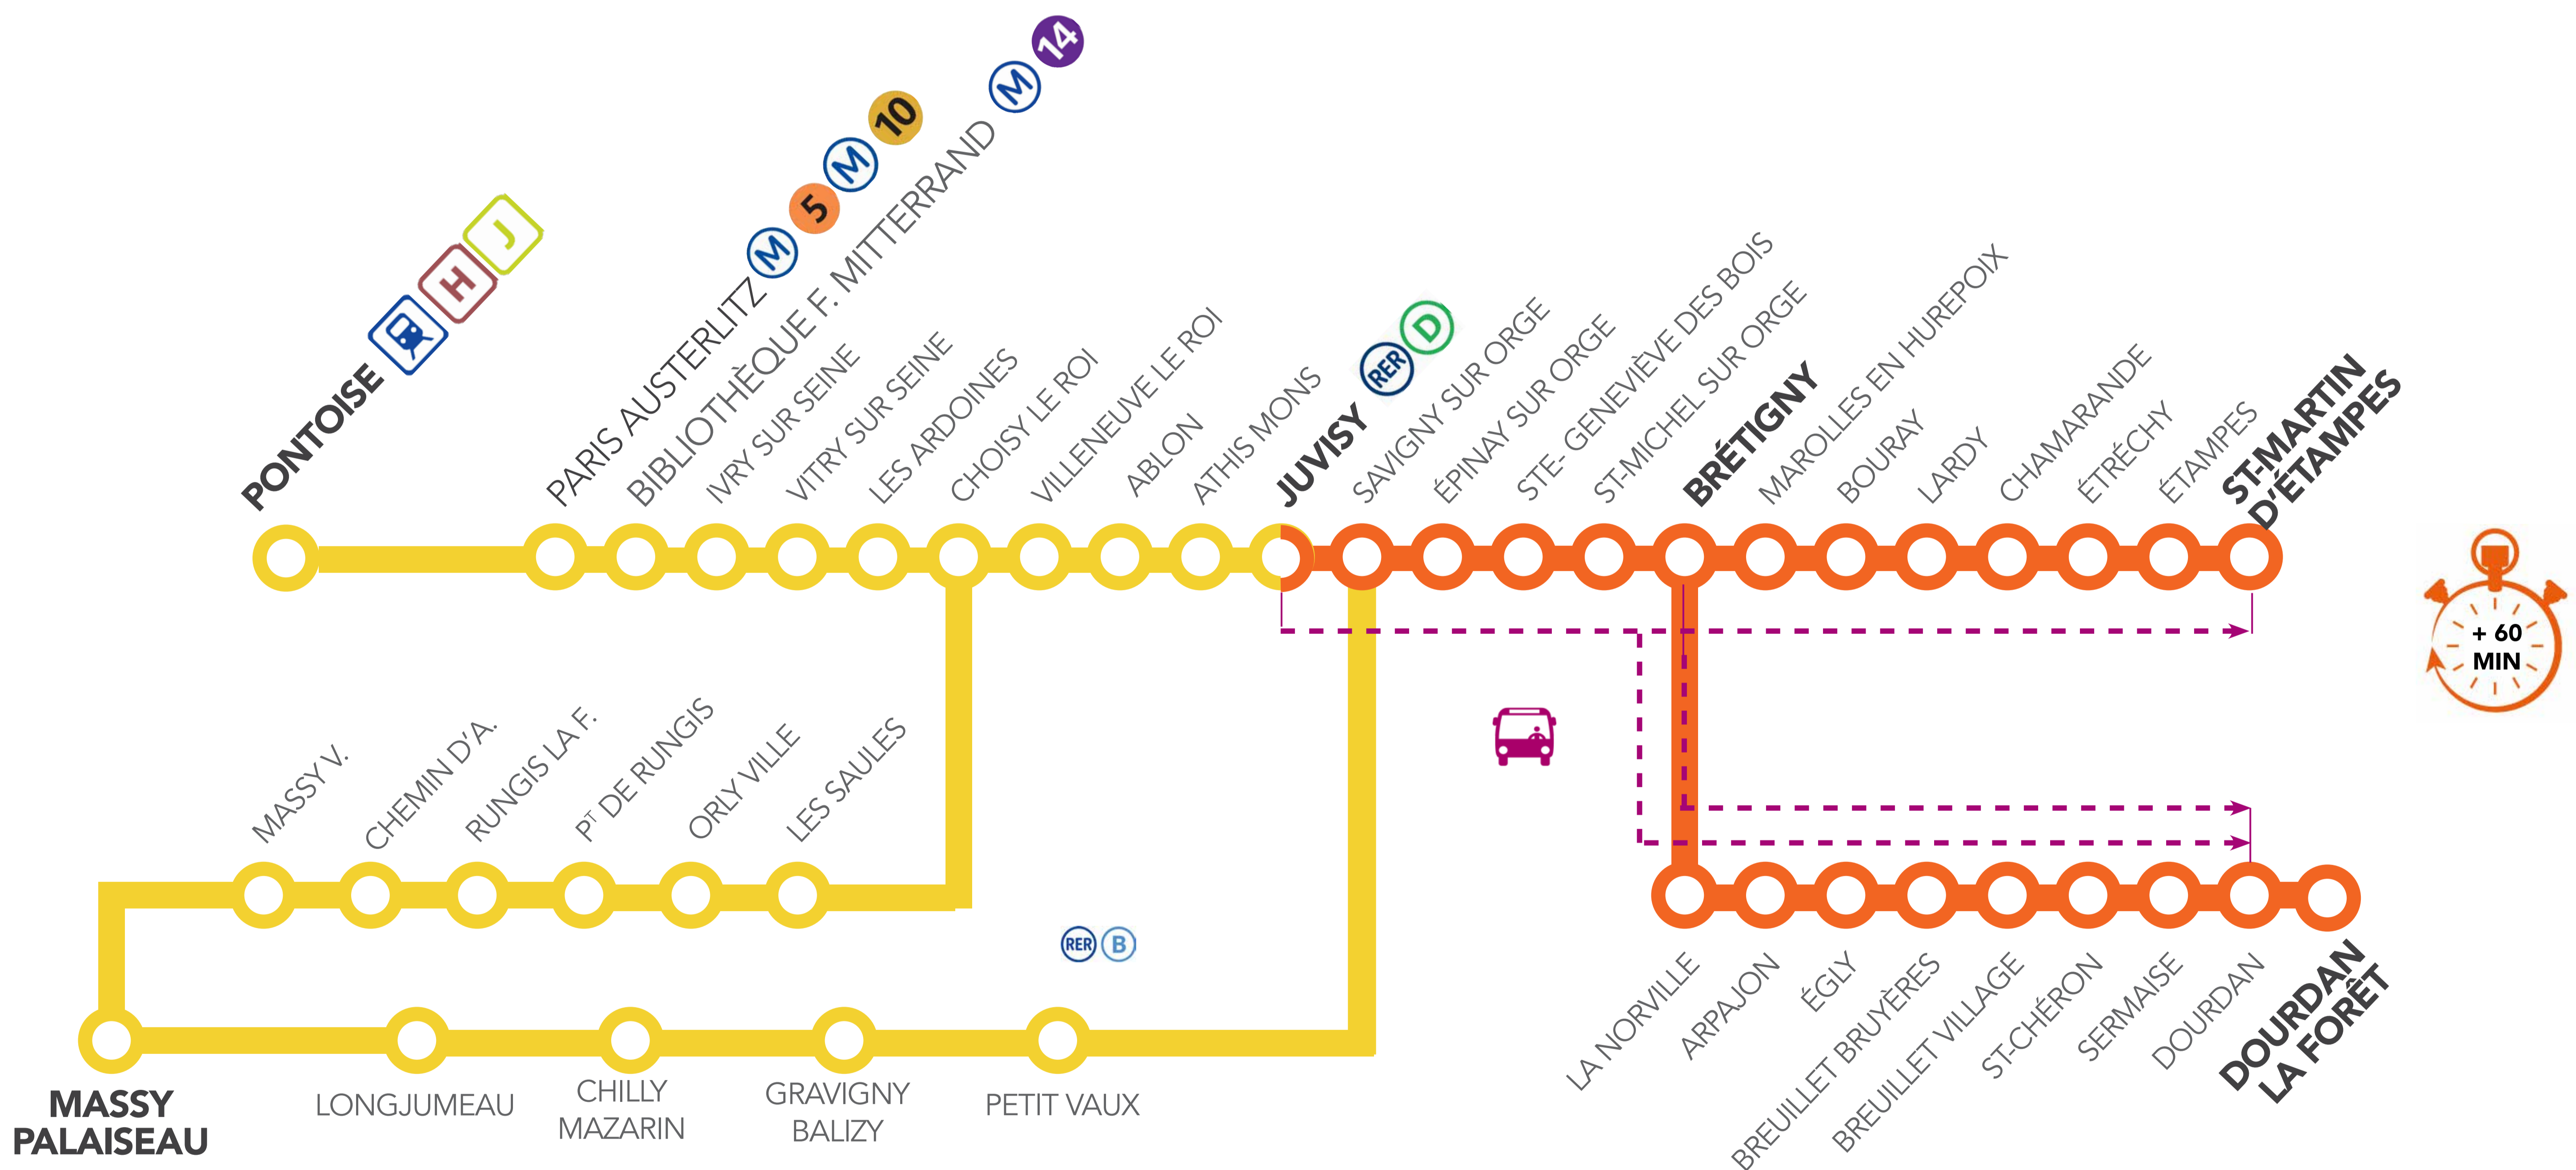 PONTOISE
H
J
PARIS AUSTERLITZ M 5 M 10
BIBLIOTHÈQUE F. MITTERRAND M 14
IVRY SUR SEINE
VITRY SUR SEINE
LES ARDOINES
CHOISY LE ROI
VILLENEUVE LE ROI
ABLON
ATHIS MONS
JUVISY RER D
SAVIGNY SUR ORGE
ÉPINAY SUR ORGE
STE- GENEVIÈVE DES BOIS
ST-MICHEL SUR ORGE
BRÉTIGNY
MAROLLES EN HUREPOIX
BOURAY
LARDY
CHAMARANDE
ÉTRÉCHY
ÉTAMPES
ST-MARTIN
D'ÉTAMPES
+ 60
MIN
MASSY V.
CHEMIN D'A.
RUNGIS LA F.
PT DE RUNGIS
ORLY VILLE
LES SAULES
RER B
LA NORVILLE
ARPAJON
ÉGLY
BREUILLET BRUYÈRES
BREUILLET VILLAGE
ST-CHÉRON
SERMAISE
DOURDAN
DOURDAN
LA FORÊT
MASSY
PALAISEAU
LONGJUMEAU
CHILLY
MAZARIN
GRAVIGNY
BALIZY
PETIT VAUX